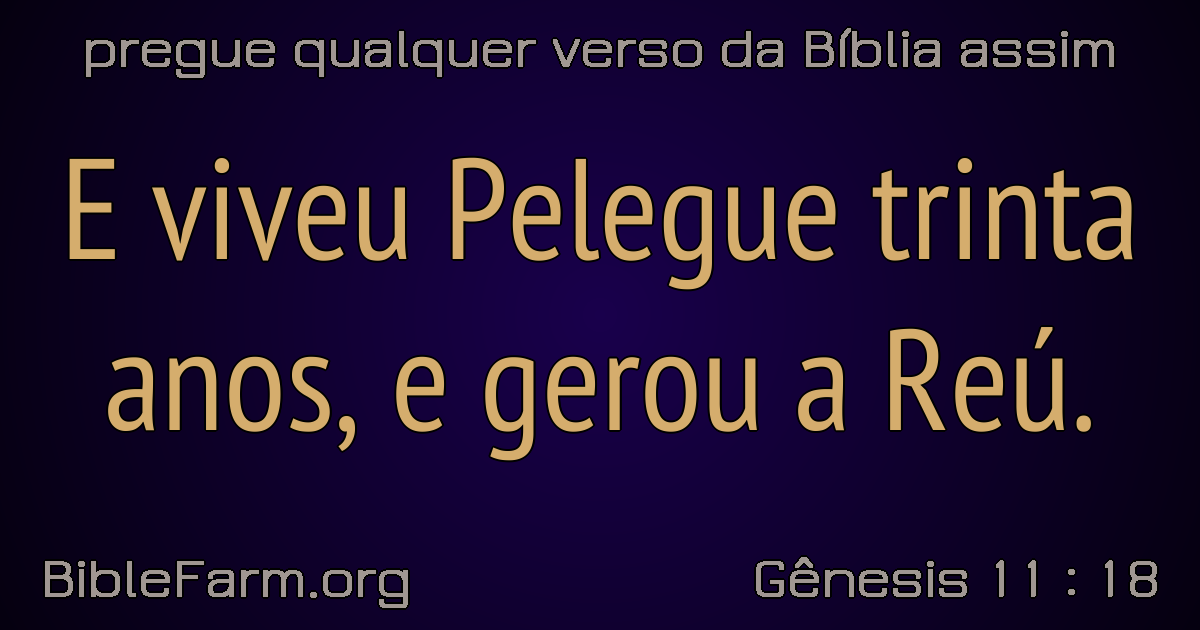 pregue qualquer verso da Bíblia assim
E viveu Pelegue trinta
anos, e gerou a Reú.
BibleFarm.org
Gênesis 11 : 18